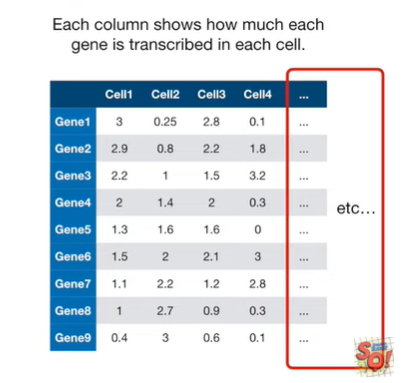 Each column shows how much each
gene is transcribed in each cell.
Cell1 Cell2 Cell3 Cell4 ...
Gene1 3 0.25 2.8 0.1 ...
Gene2 2.9 0.8 2.2 1.8 ...
Gene3 2.2 1 1.5 3.2 ...
Gene4 2 1.4 2 0.3 ...
etc...
Gene5 1.3 1.6 1.6 0 ...
Gene6 1.5 2 2.1 3 ...
Gene7 1.1 2.2 1.2 2.8 ...
Gene8 1 2.7 0.9 0.3 ...
Gene9 0.4 3 0.6 0.1 ...
SQ!